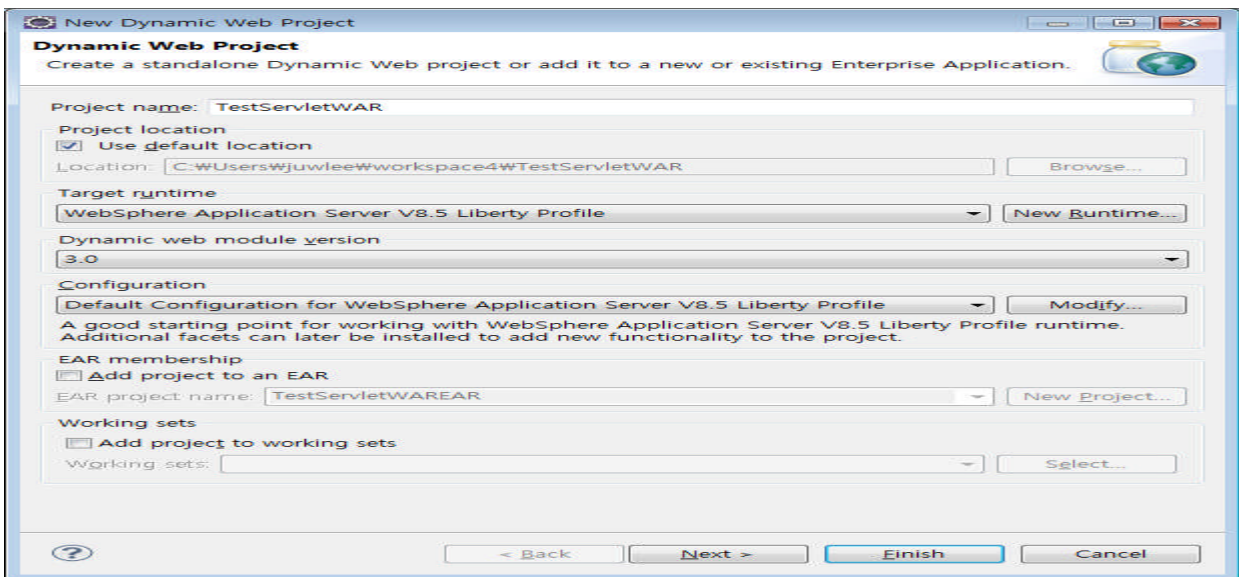 New Dynamic Web Project
Dynamic Web Project
Create a standalone Dynamic Web project or add it to a new or existing Enterprise Application.
Project name: TestServletWAR
Project location
Use default location
Location: C:₩Users₩juwlee₩workspace4₩TestServletWAR Browse...
Target runtime
WebSphere Application Server V8.5 Liberty Profile New Runtime...
Dynamic web module version
3.0
Configuration
Default Configuration for WebSphere Application Server V8.5 Liberty Profile Modify...
A good starting point for working with WebSphere Application Server V8.5 Liberty Profile runtime.
Additional facets can later be installed to add new functionality to the project.
EAR membership
Add project to an EAR
EAR project name: TestServletWAREAR New Project...
Working sets
Add project to working sets
Working sets: Select...
? < Back Next > Finish Cancel